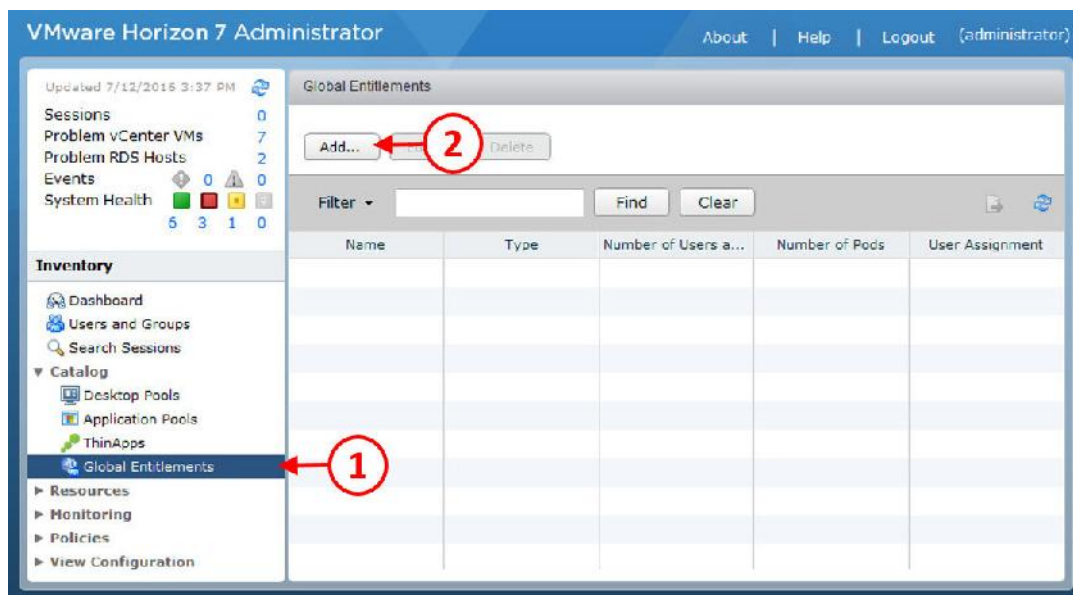 VMware Horizon 7 Administrator
About | Help | Logout (administrator)
Updated 7/12/2016 3:37 PM
Sessions 0
Problem vCenter VMs 7
Problem RDS Hosts 2
Events 0 0
System Health
6 3 1 0
Inventory
Dashboard
Users and Groups
Search Sessions
Catalog
Desktop Pools
Application Pools
ThinApps
Global Entitlements
Resources
Monitoring
Policies
View Configuration
Global Entitlements
Add... Delete
2
Filter Find Clear
Name Type Number of Users a... Number of Pods User Assignment
1